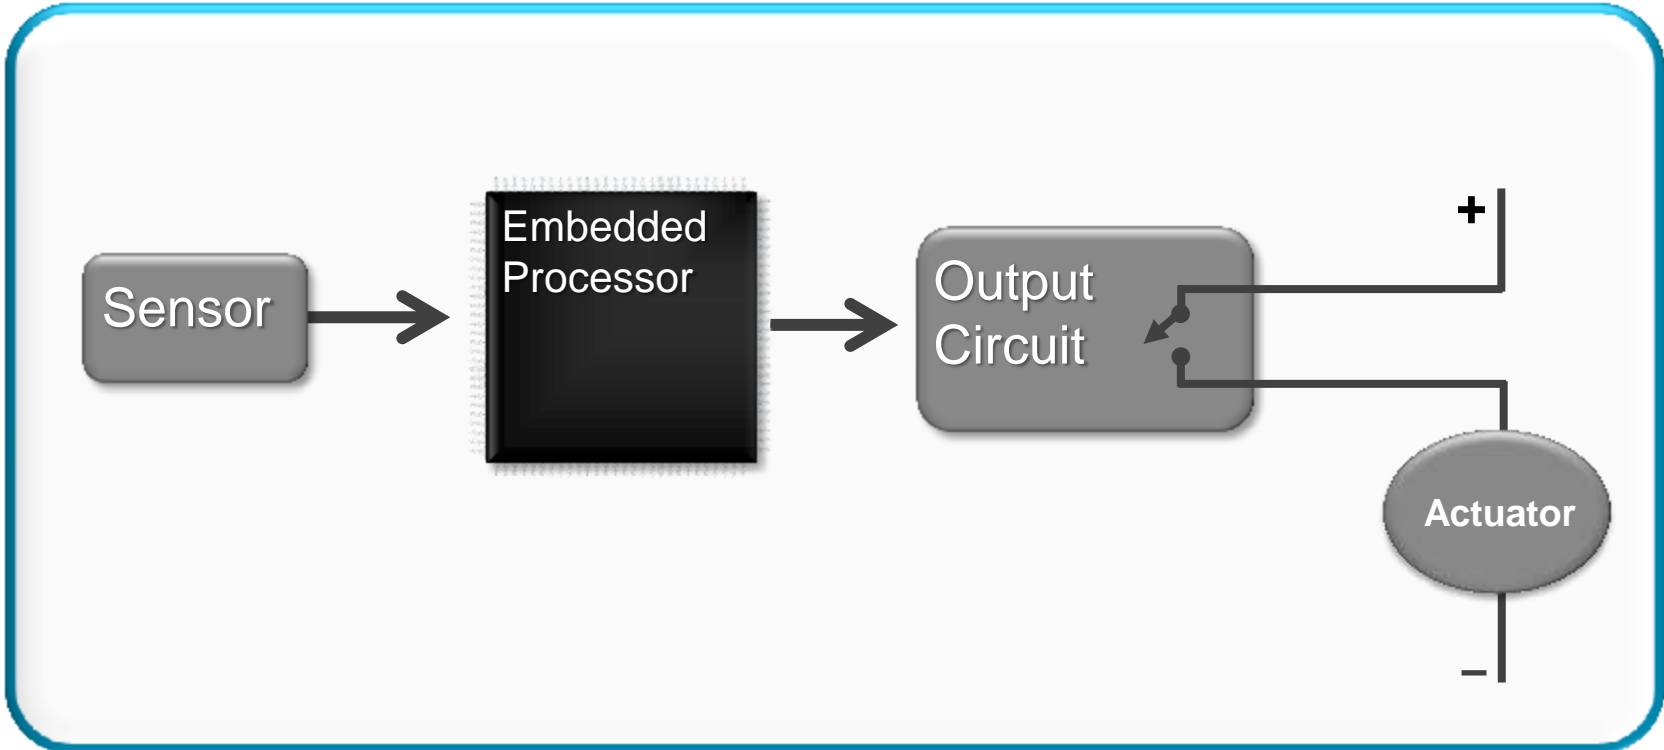 Sensor
Embedded
Processor
Output
Circuit
+
Actuator
–